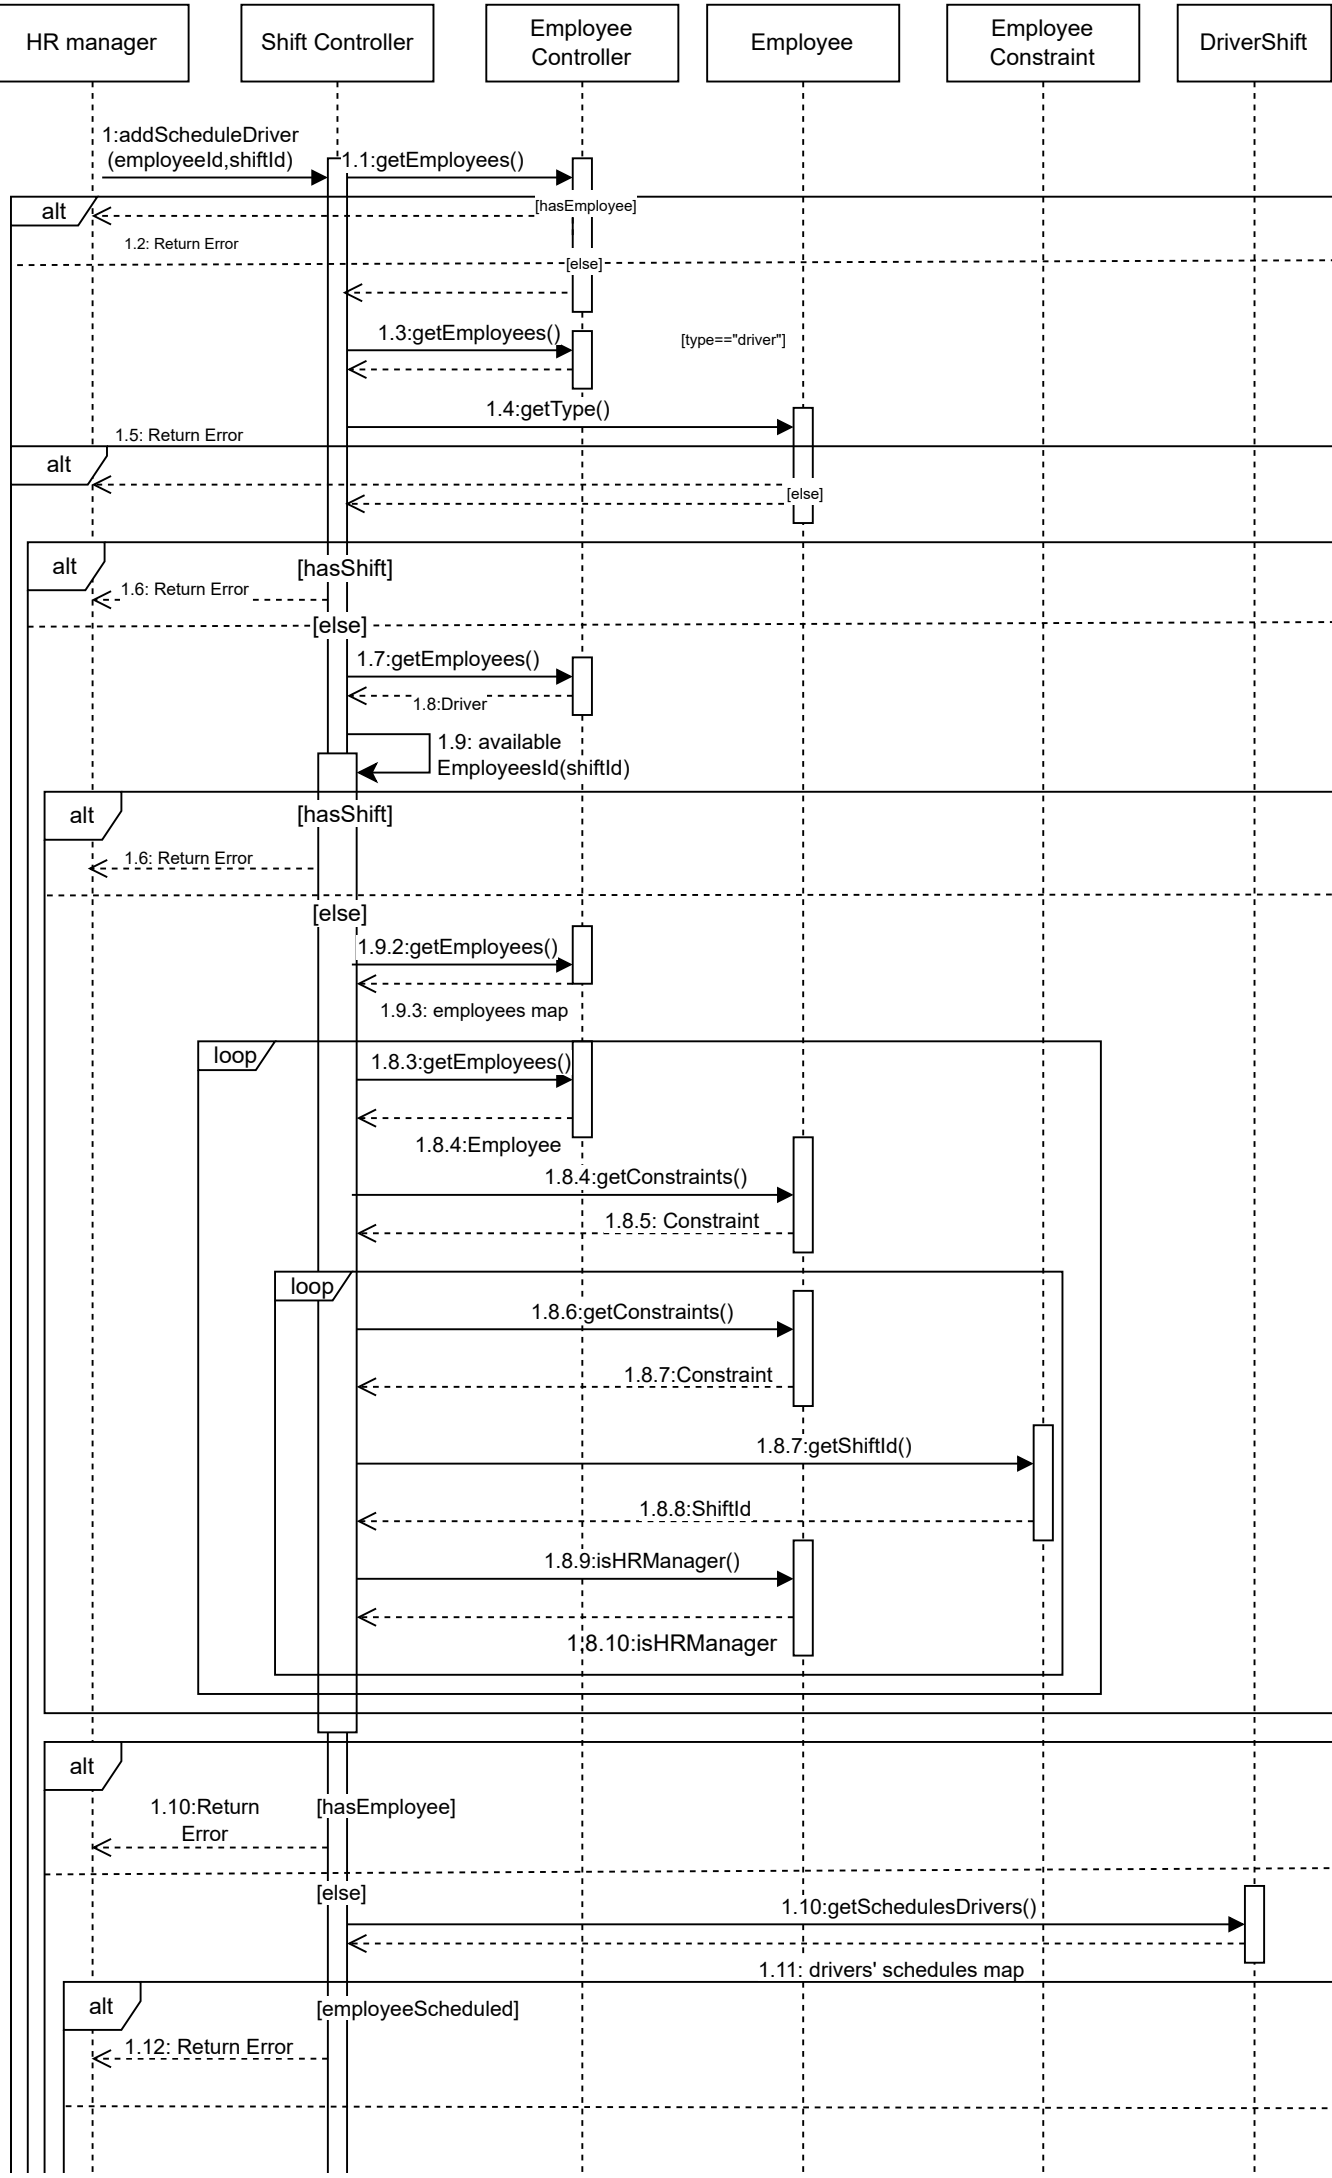 HR manager
Shift Controller
Employee
Controller
Employee
Employee
Constraint
DriverShift
1:addScheduleDriver
(employeeId,shiftId)
1.1:getEmployees()
alt
[hasEmployee]
1.2: Return Error
[else]
1.3:getEmployees()
[type=="driver"]
1.4:getType()
1.5: Return Error
alt
[else]
alt
[hasShift]
1.6: Return Error
[else]
1.7:getEmployees()
1.8:Driver
1.9: available
EmployeesId(shiftId)
alt
[hasShift]
1.6: Return Error
[else]
1.9.2:getEmployees()
1.9.3: employees map
loop
1.8.3:getEmployees()
1.8.4:Employee
1.8.4:getConstraints()
1.8.5: Constraint
loop
1.8.6:getConstraints()
1.8.7:Constraint
1.8.7:getShiftId()
1.8.8:ShiftId
1.8.9:isHRManager()
1.8.10:isHRManager
alt
1.10:Return
Error
[hasEmployee]
[else]
1.10:getSchedulesDrivers()
1.11: drivers' schedules map
alt
[employeeScheduled]
1.12: Return Error